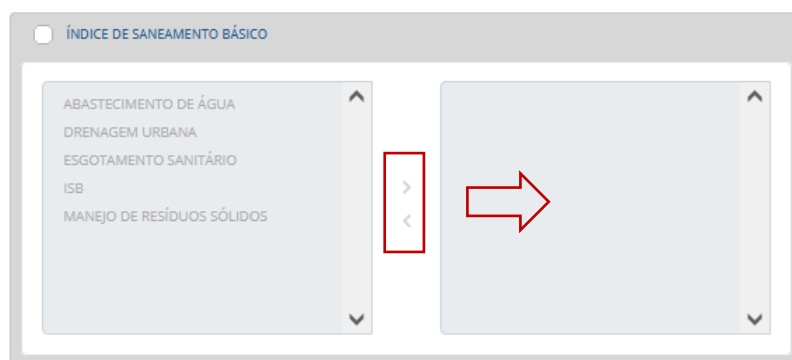 ÍNDICE DE SANEAMENTO BÁSICO
ABASTECIMENTO DE ÁGUA
DRENAGEM URBANA
ESGOTAMENTO SANITÁRIO
ISB
MANEJO DE RESÍDUOS SÓLIDOS